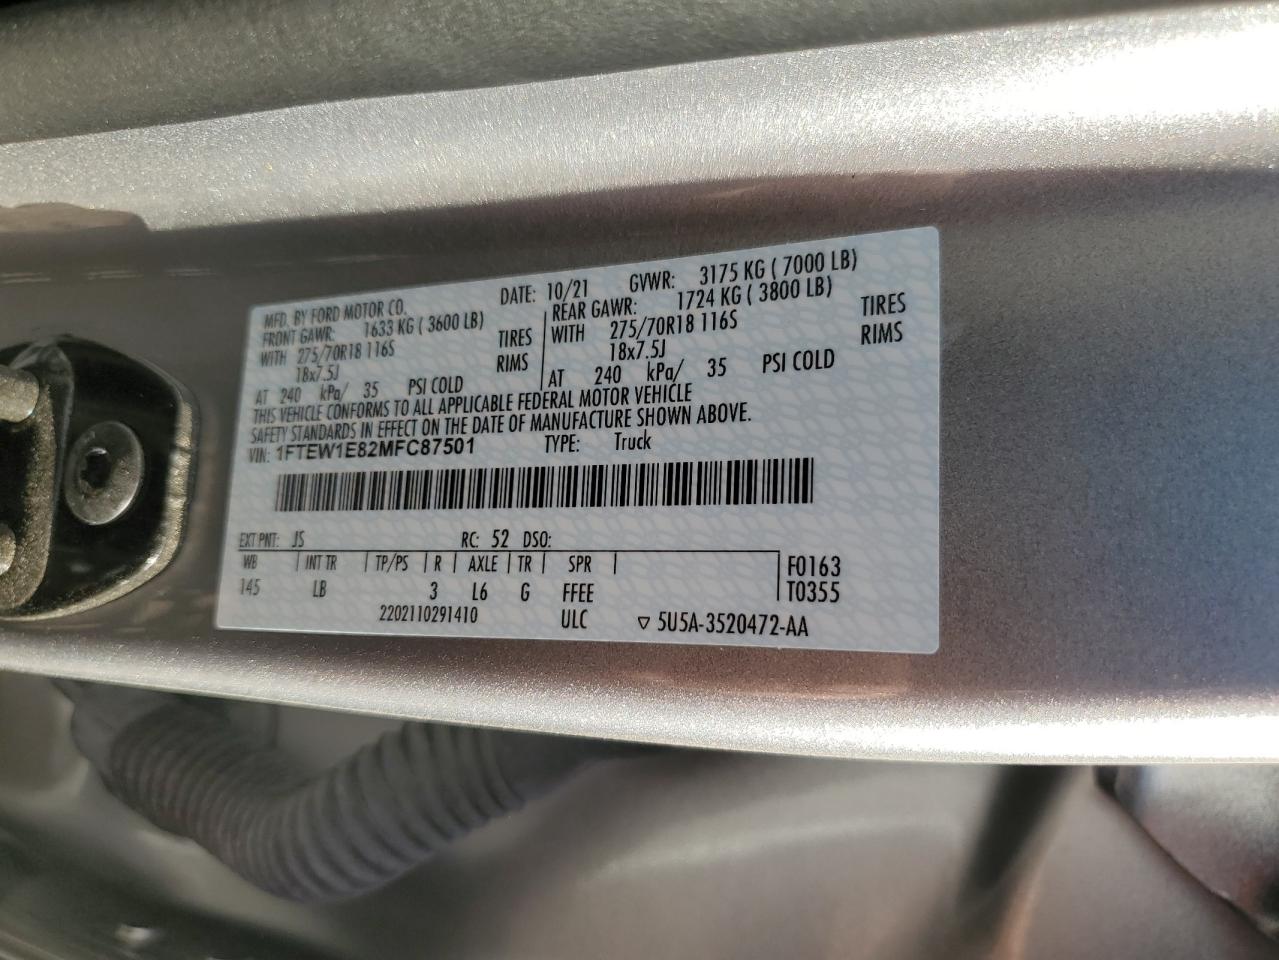 MFD. BY FORD MOTOR CO. DATE: 10/21 GVWR: 3175 KG ( 7000 LB)
FRONT GAWR: 1633 KG ( 3600 LB) REAR GAWR: 1724 KG ( 3800 LB)
WITH 275/70R18 116S TIRES WITH 275/70R18 116S TIRES
18x7.5J RIMS 18x7.5J RIMS
AT 240 kPa/ 35 PSI COLD AT 240 kPa/ 35 PSI COLD
THIS VEHICLE CONFORMS TO ALL APPLICABLE FEDERAL MOTOR VEHICLE
SAFETY STANDARDS IN EFFECT ON THE DATE OF MANUFACTURE SHOWN ABOVE.
VIN: 1FTEW1E82MFC87501 TYPE: Truck
EXT PNT: JS RC: 52 DSO:
WB INT TR TP/PS R AXLE TR SPR F0163
145 LB 3 L6 G FFEE T0355
2202110291410 ULC ▽ 5U5A-3520472-AA